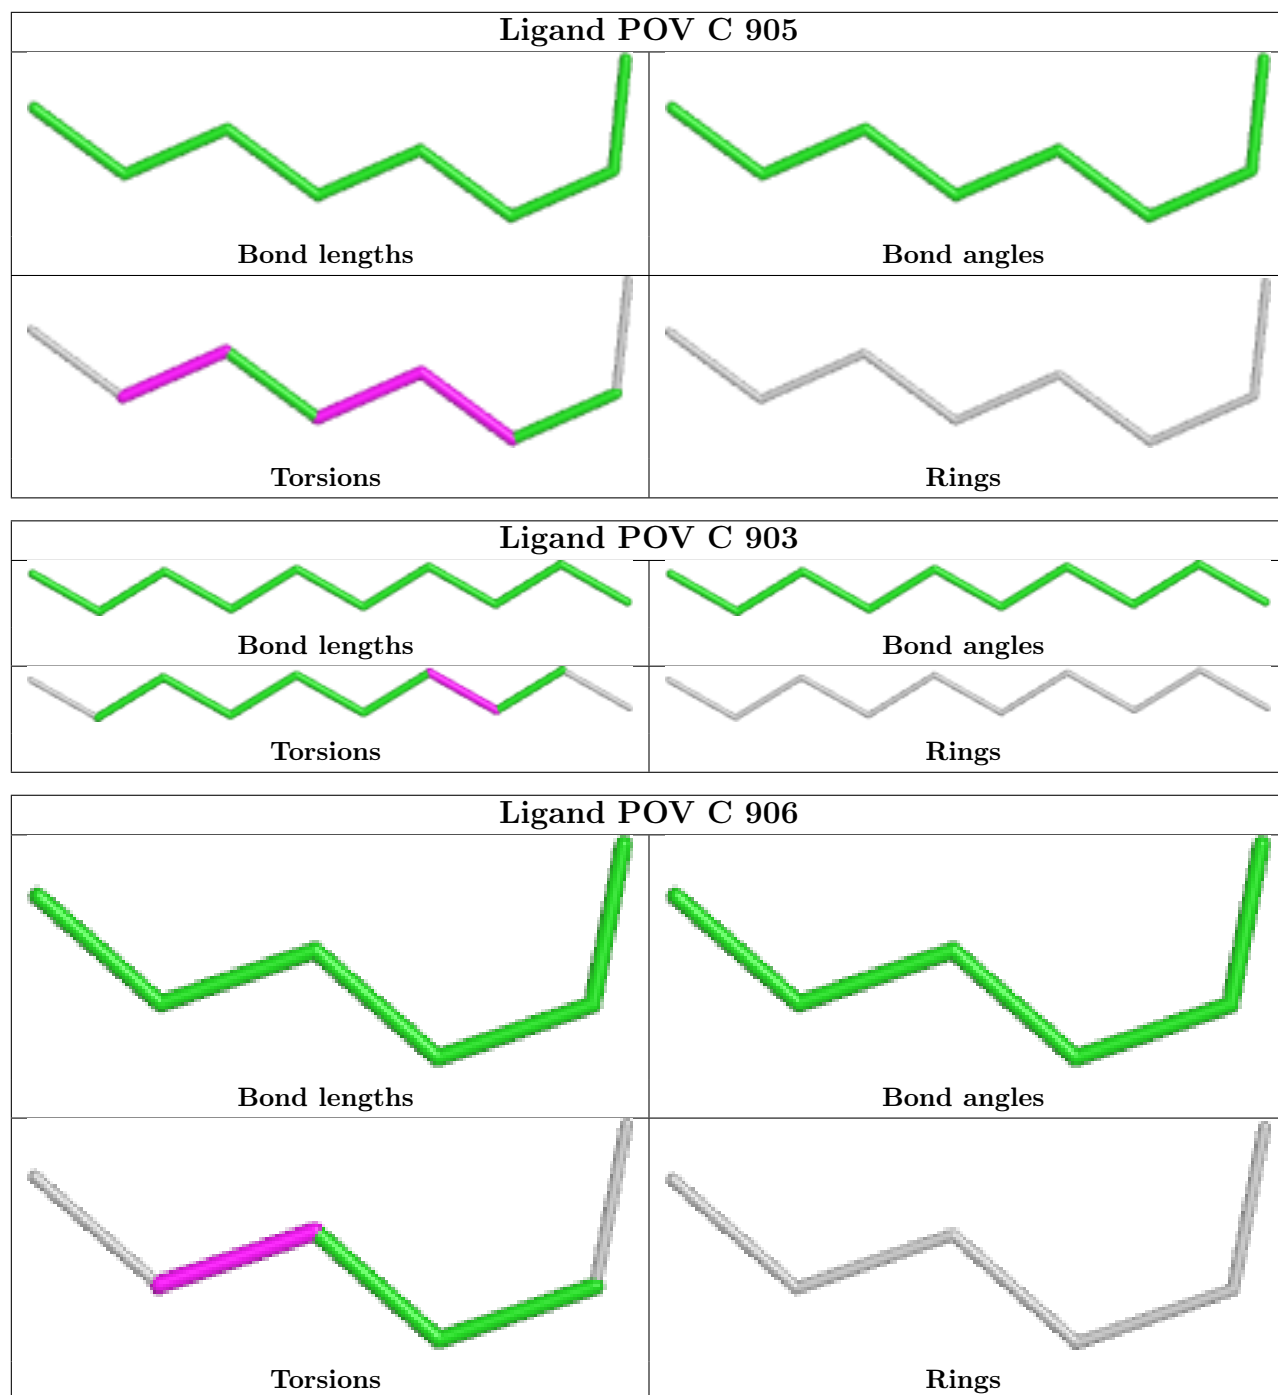 Ligand POV C 905
Bond lengths
Bond angles
Torsions
Rings
Ligand POV C 903
Bond lengths
Bond angles
Torsions
Rings
Ligand POV C 906
Bond lengths
Bond angles
Torsions
Rings